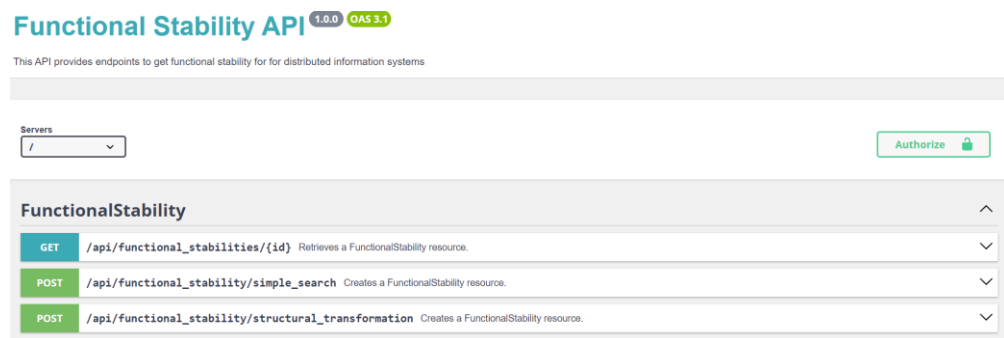 Functional Stability API 1.0.0 OAS 3.1
This API provides endpoints to get functional stability for for distributed information systems
Servers
/
Authorize
FunctionalStability
GET /api/functional_stabilities/{id} Retrieves a FunctionalStability resource.
POST /api/functional_stability/simple_search Creates a FunctionalStability resource.
POST /api/functional_stability/structural_transformation Creates a FunctionalStability resource.